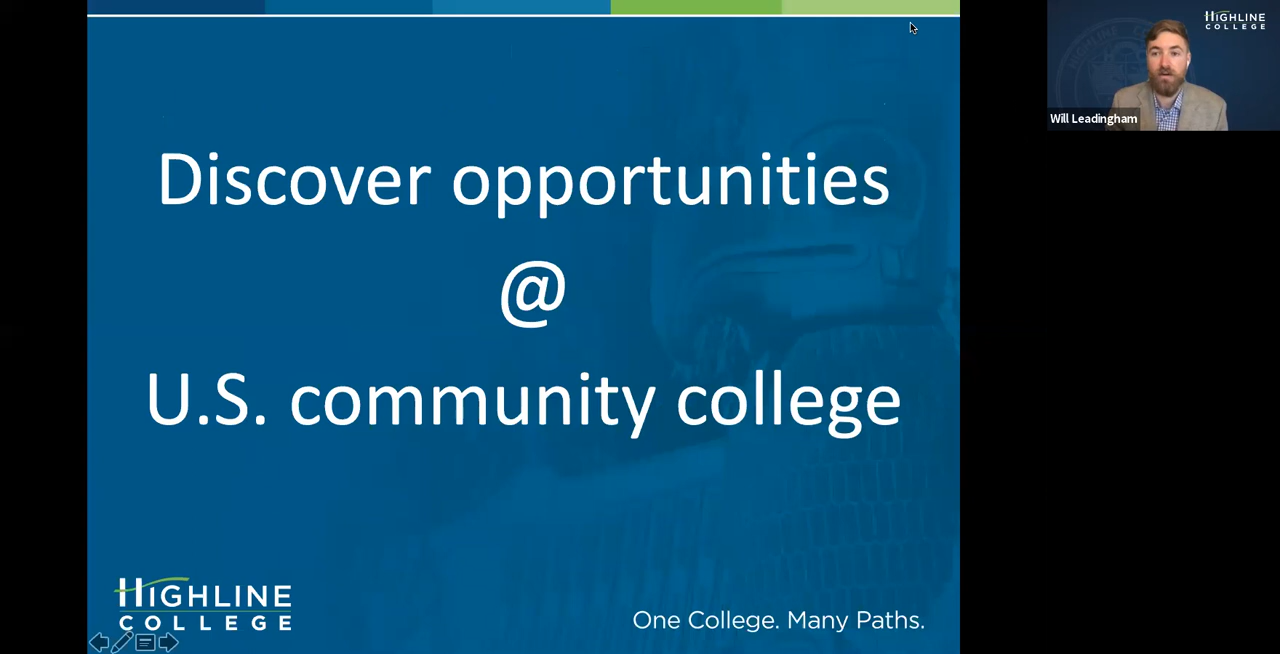 Discover opportunities
@
U.S. community college
HIGHLINE
COLLEGE
One College. Many Paths.
HIGHLINE
COLLEGE
Will Leadingham